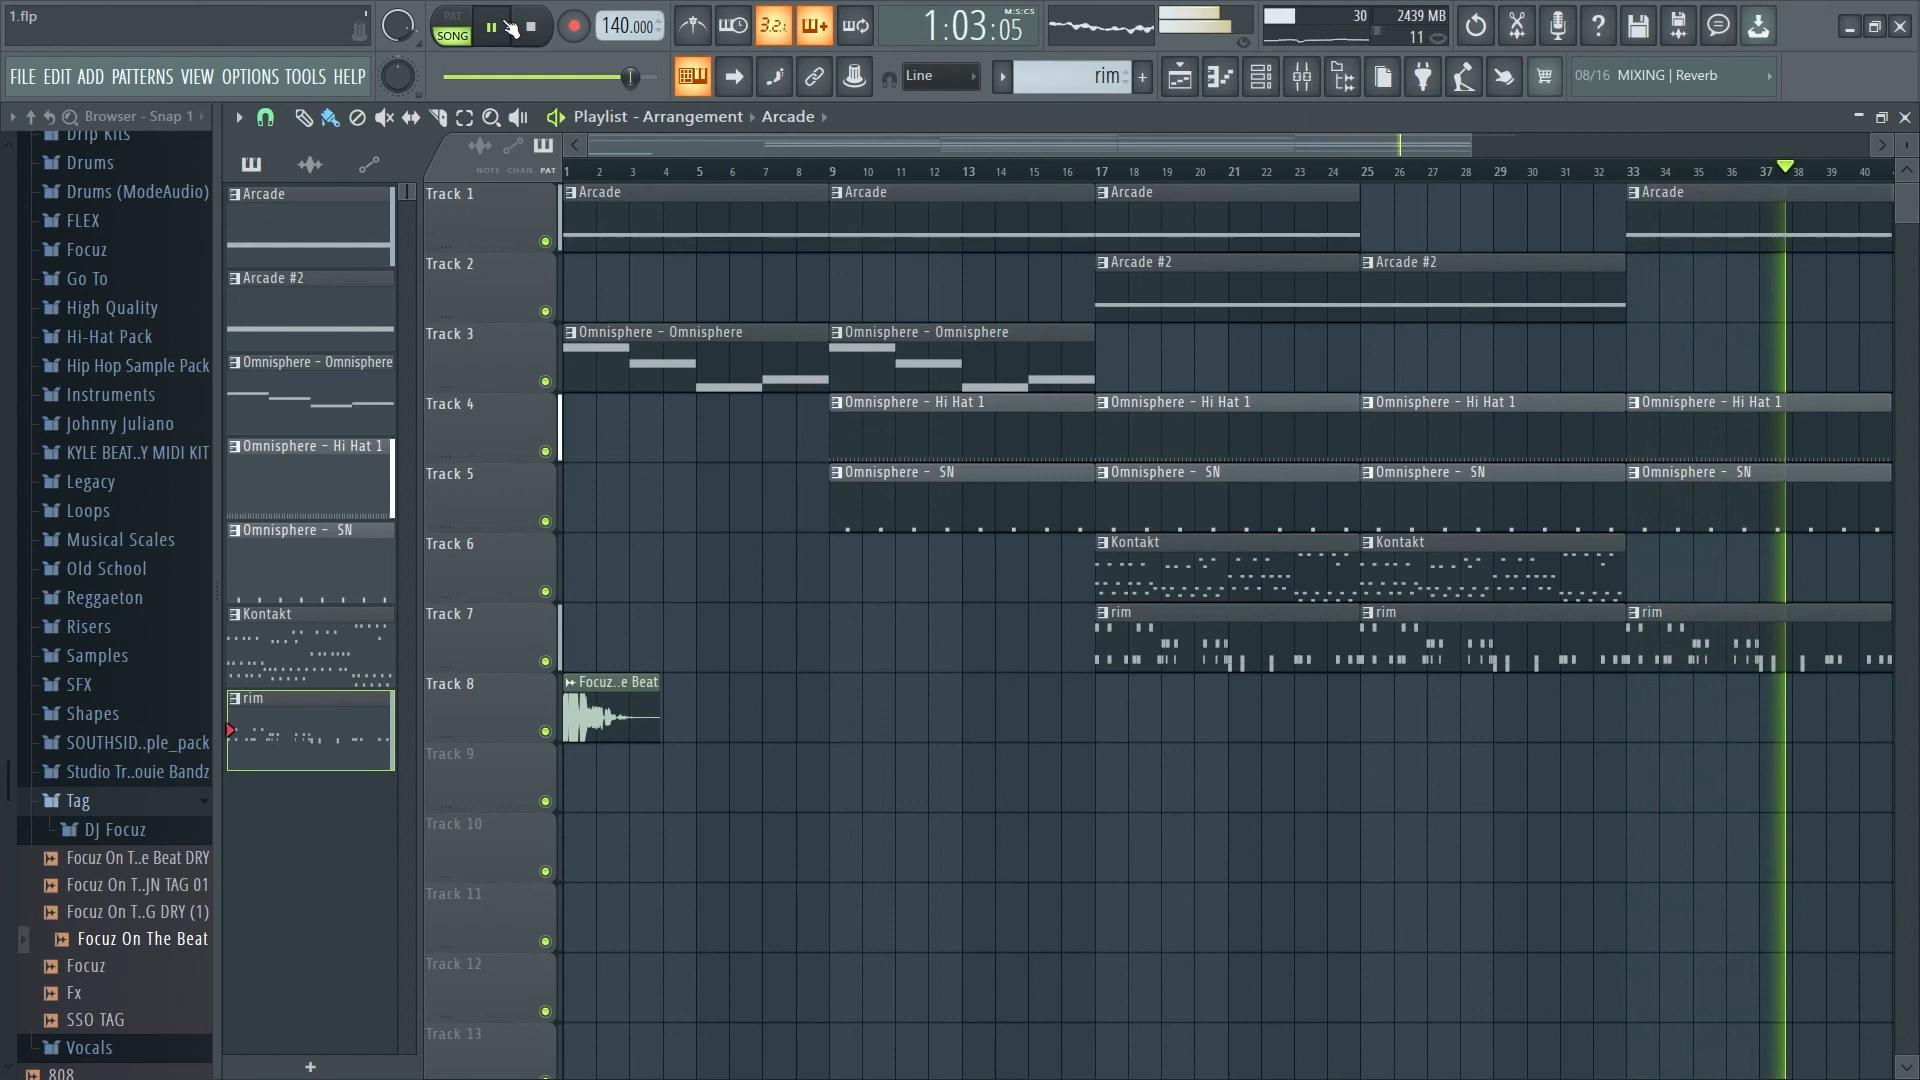 1.flp
PAT
SONG
140.000
3.2.1
1:03:05
M:S:CS
30
2439 MB
11
FILE EDIT ADD PATTERNS VIEW OPTIONS TOOLS HELP
Line
rim
08/16 MIXING | Reverb
Browser - Snap 1
Playlist - Arrangement › Arcade ›
NOTE CHAN PAT
1 2 3 4 5 6 7 8 9 10 11 12 13 14 15 16 17 18 19 20 21 22 23 24 25 26 27 28 29 30 31 32 33 34 35 36 37 38 39 40
Drip Kits
Drums
Drums (ModeAudio)
FLEX
Focuz
Go To
High Quality
Hi-Hat Pack
Hip Hop Sample Pack
Instruments
Johnny Juliano
KYLE BEAT..Y MIDI KIT
Legacy
Loops
Musical Scales
Old School
Reggaeton
Risers
Samples
SFX
Shapes
SOUTHSID..ple_pack
Studio Tr..ouie Bandz
Tag
DJ Focuz
Focuz On T..e Beat DRY
Focuz On T..JN TAG 01
Focuz On T..G DRY (1)
Focuz On The Beat
Focuz
Fx
SSO TAG
Vocals
808
Arcade
Arcade #2
Omnisphere - Omnisphere
Omnisphere - Hi Hat 1
Omnisphere - SN
Kontakt
rim
+
Track 1
Arcade
Arcade
Arcade
Arcade
Track 2
Arcade #2
Arcade #2
Track 3
Omnisphere - Omnisphere
Omnisphere - Omnisphere
Track 4
Omnisphere - Hi Hat 1
Omnisphere - Hi Hat 1
Omnisphere - Hi Hat 1
Omnisphere - Hi Hat 1
Track 5
Omnisphere - SN
Omnisphere - SN
Omnisphere - SN
Omnisphere - SN
Track 6
Kontakt
Kontakt
Track 7
rim
rim
rim
Track 8
Focuz..e Beat
Track 9
Track 10
Track 11
Track 12
Track 13